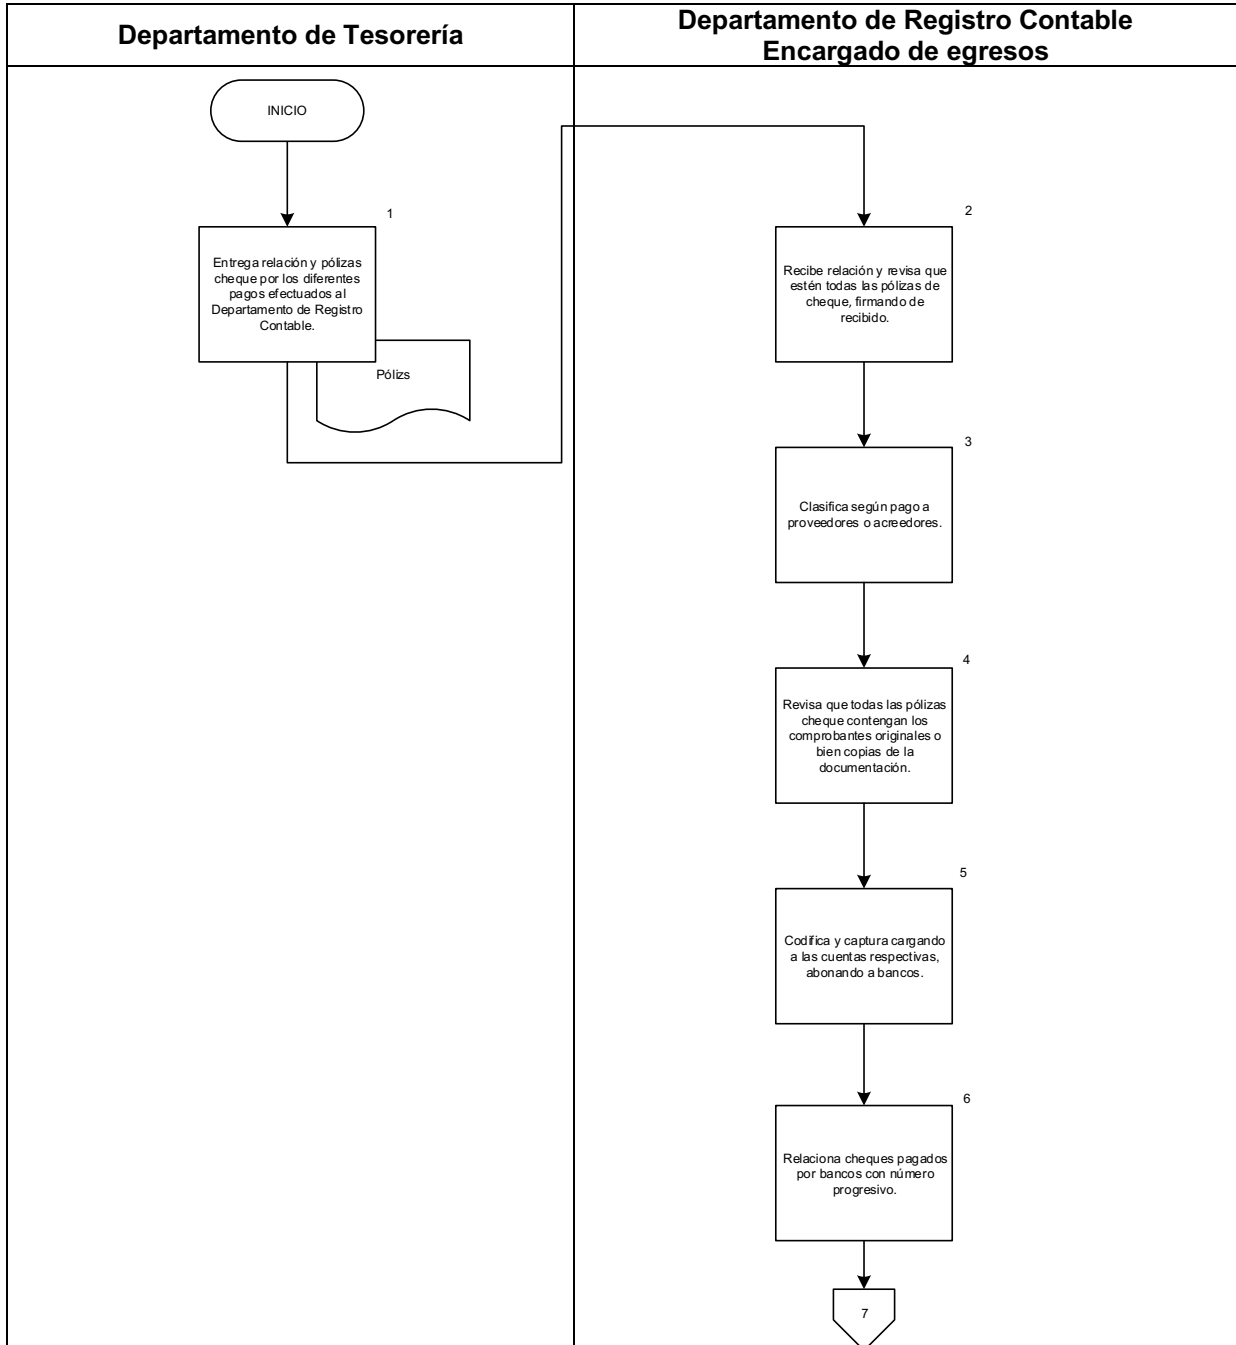 Departamento de Tesorería
Departamento de Registro Contable
Encargado de egresos
INICIO
1
Entrega relación y pólizas
cheque por los diferentes
pagos efectuados al
Departamento de Registro
Contable.
Pólizs
2
Recibe relación y revisa que
estén todas las pólizas de
cheque, firmando de
recibido.
3
Clasifica según pago a
proveedores o acreedores.
4
Revisa que todas las pólizas
cheque contengan los
comprobantes originales o
bien copias de la
documentación.
5
Codifica y captura cargando
a las cuentas respectivas,
abonando a bancos.
6
Relaciona cheques pagados
por bancos con número
progresivo.
7